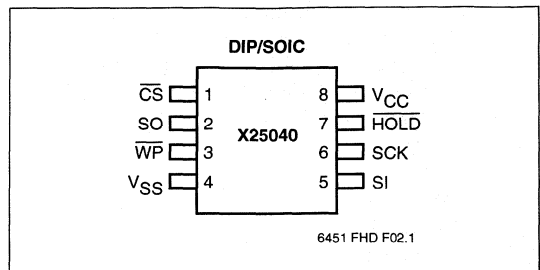 DIP/SOIC
CS 1 8 VCC
SO 2 X25040 7 HOLD
WP 3 6 SCK
VSS 4 5 SI
6451 FHD F02.1